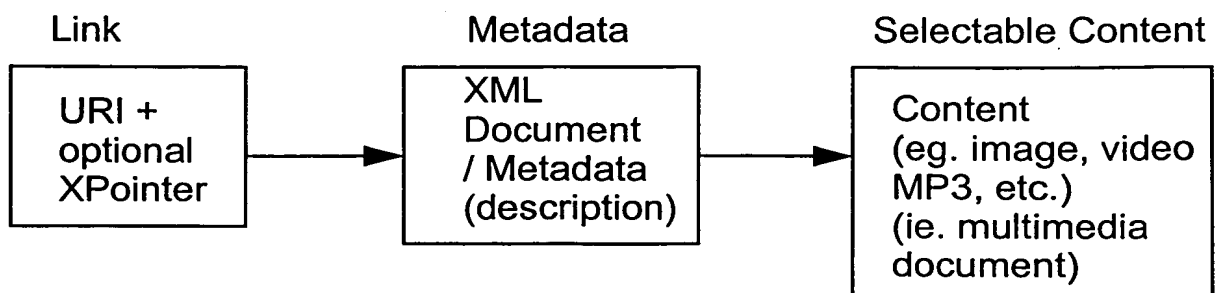 Link
URI +
optional
XPointer
Metadata
XML
Document
/ Metadata
(description)
Selectable Content
Content
(eg. image, video
MP3, etc.)
(ie. multimedia
document)